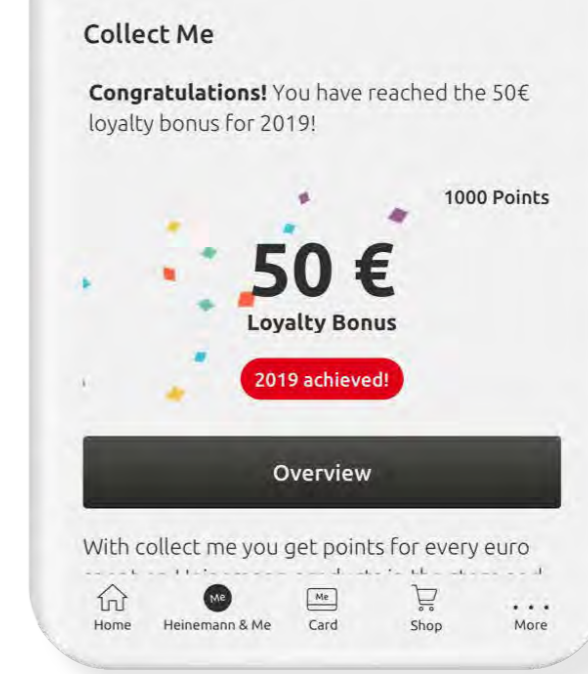 Collect Me
Congratulations! You have reached the 50€
loyalty bonus for 2019!
1000 Points
50 €
Loyalty Bonus
2019 achieved!
Overview
With collect me you get points for every euro
Me
Me
Home
Heinemann & Me
Card
Shop
More